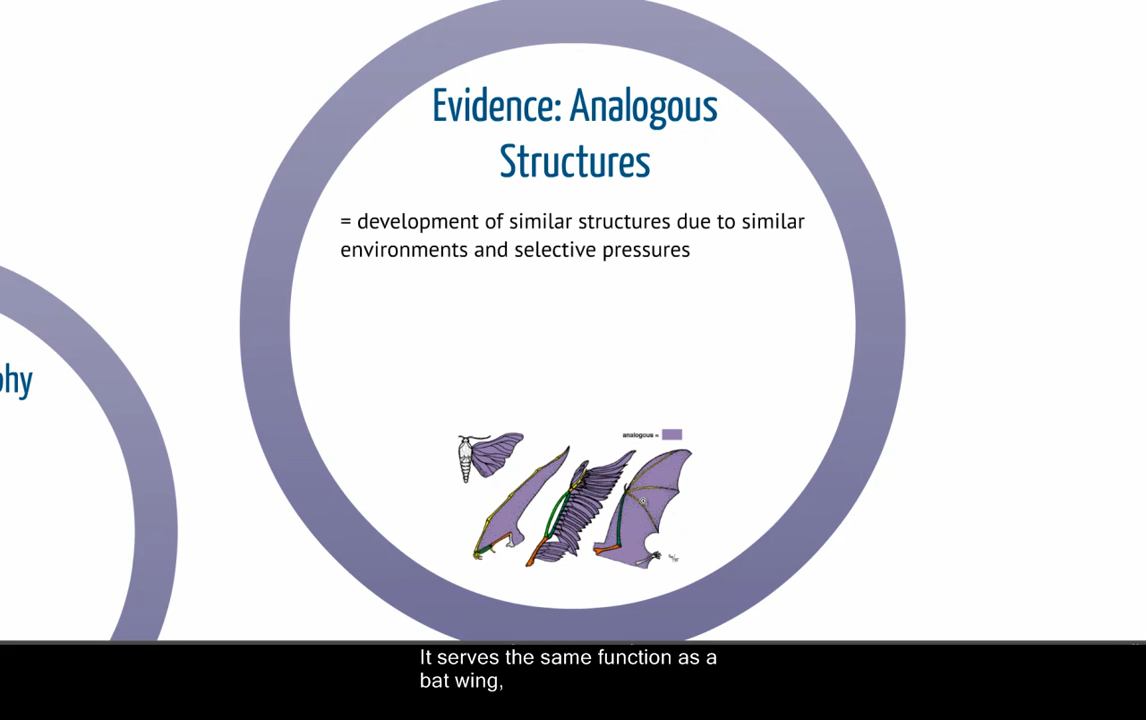 Evidence: Analogous
Structures
= development of similar structures due to similar
environments and selective pressures
phy
analogous =
It serves the same function as a
bat wing,